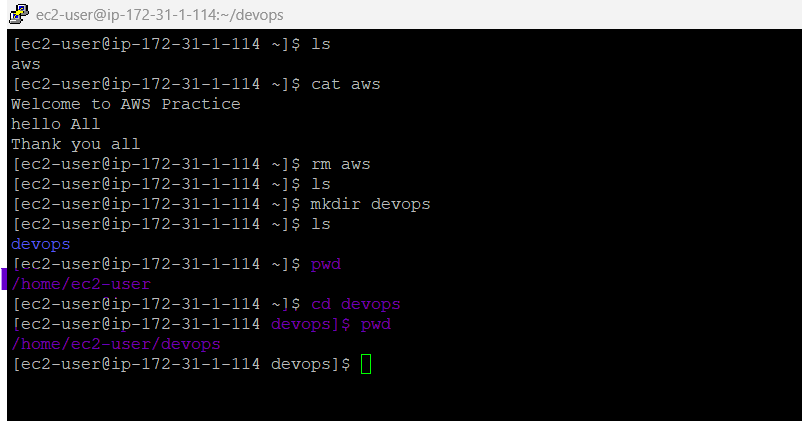 ec2-user@ip-172-31-1-114:~/devops
[ec2-user@ip-172-31-1-114 ~]$ ls
aws
[ec2-user@ip-172-31-1-114 ~]$ cat aws
Welcome to AWS Practice
hello All
Thank you all
[ec2-user@ip-172-31-1-114 ~]$ rm aws
[ec2-user@ip-172-31-1-114 ~]$ ls
[ec2-user@ip-172-31-1-114 ~]$ mkdir devops
[ec2-user@ip-172-31-1-114 ~]$ ls
devops
[ec2-user@ip-172-31-1-114 ~]$ pwd
/home/ec2-user
[ec2-user@ip-172-31-1-114 ~]$ cd devops
[ec2-user@ip-172-31-1-114 devops]$ pwd
/home/ec2-user/devops
[ec2-user@ip-172-31-1-114 devops]$